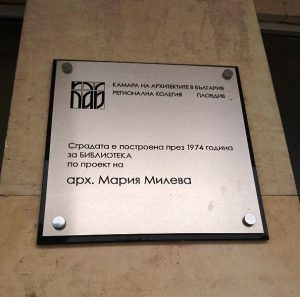 КАБ
КАМАРА НА АРХИТЕКТИТЕ В БЪЛГАРИЯ
РЕГИОНАЛНА КОЛЕГИЯ ПЛОВДИВ
Сградата е построена през 1974 година
за БИБЛИОТЕКА
по проект на
арх. Мария Милева